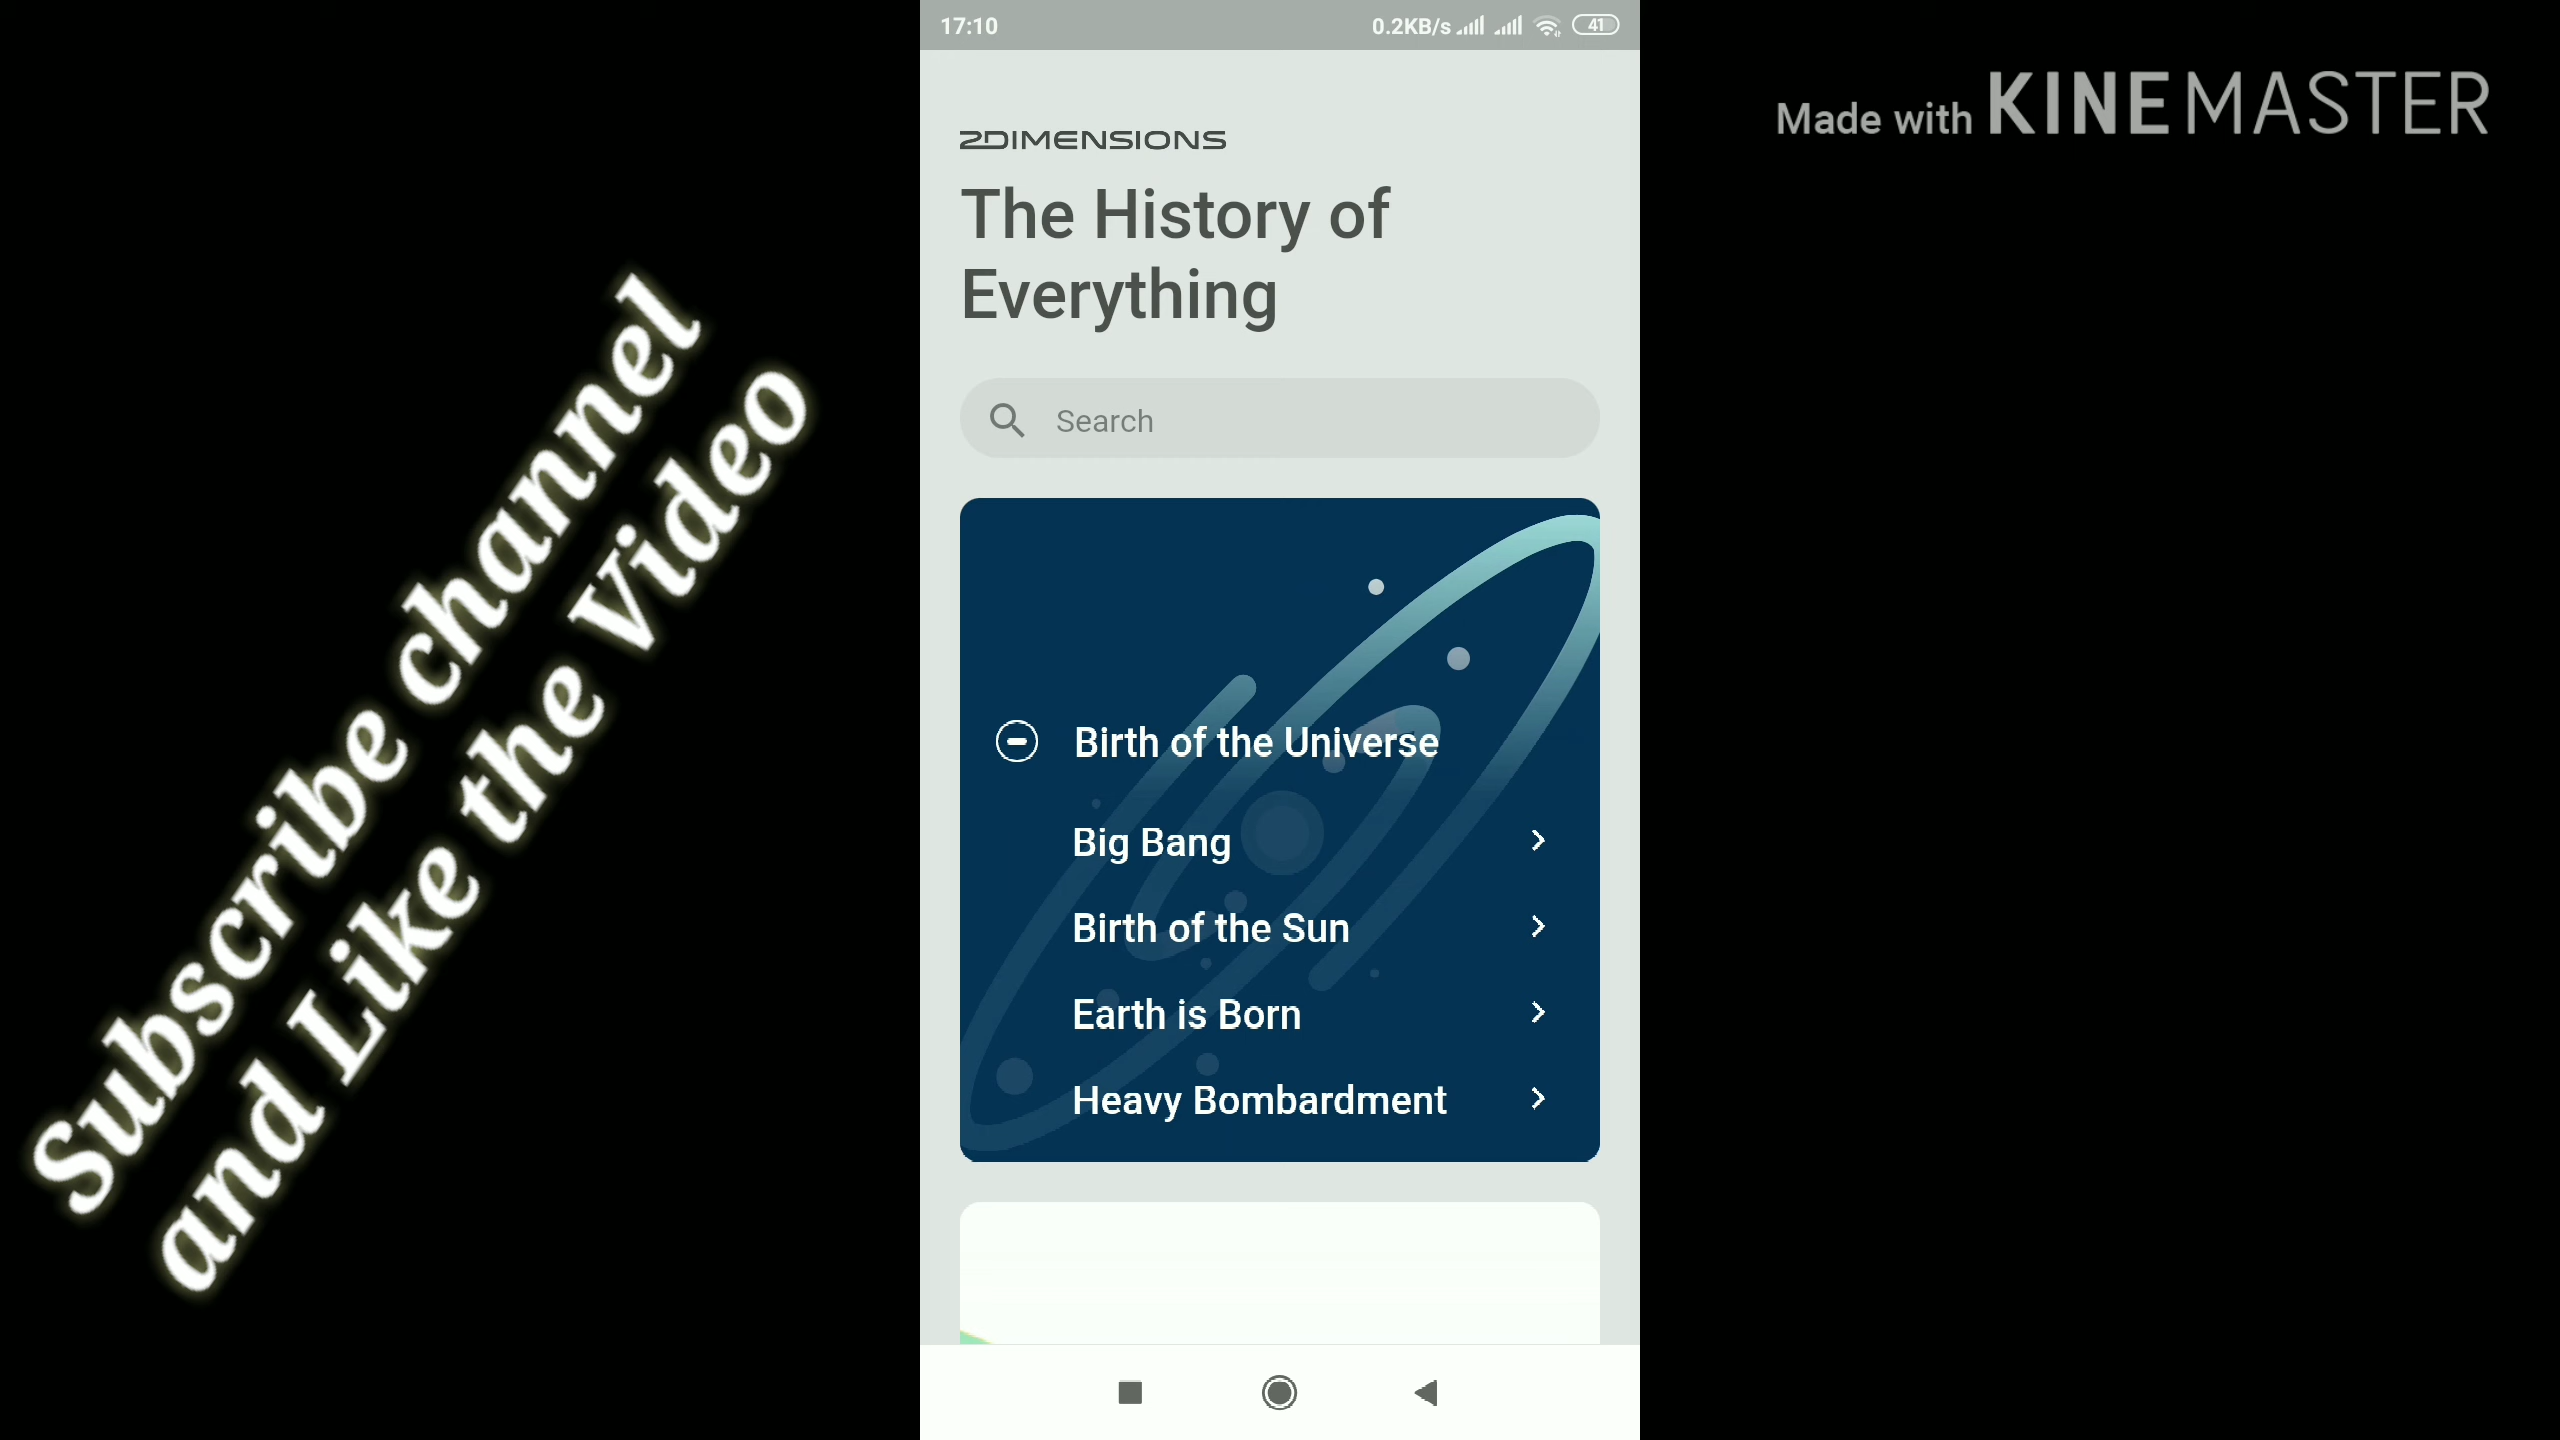 17:10
0.2KB/s
41
Made with KINEMASTER
2DIMENSIONS
The History of
Everything
Search
Subscribe channel
and Like the Video
Birth of the Universe
Big Bang
Birth of the Sun
Earth is Born
Heavy Bombardment